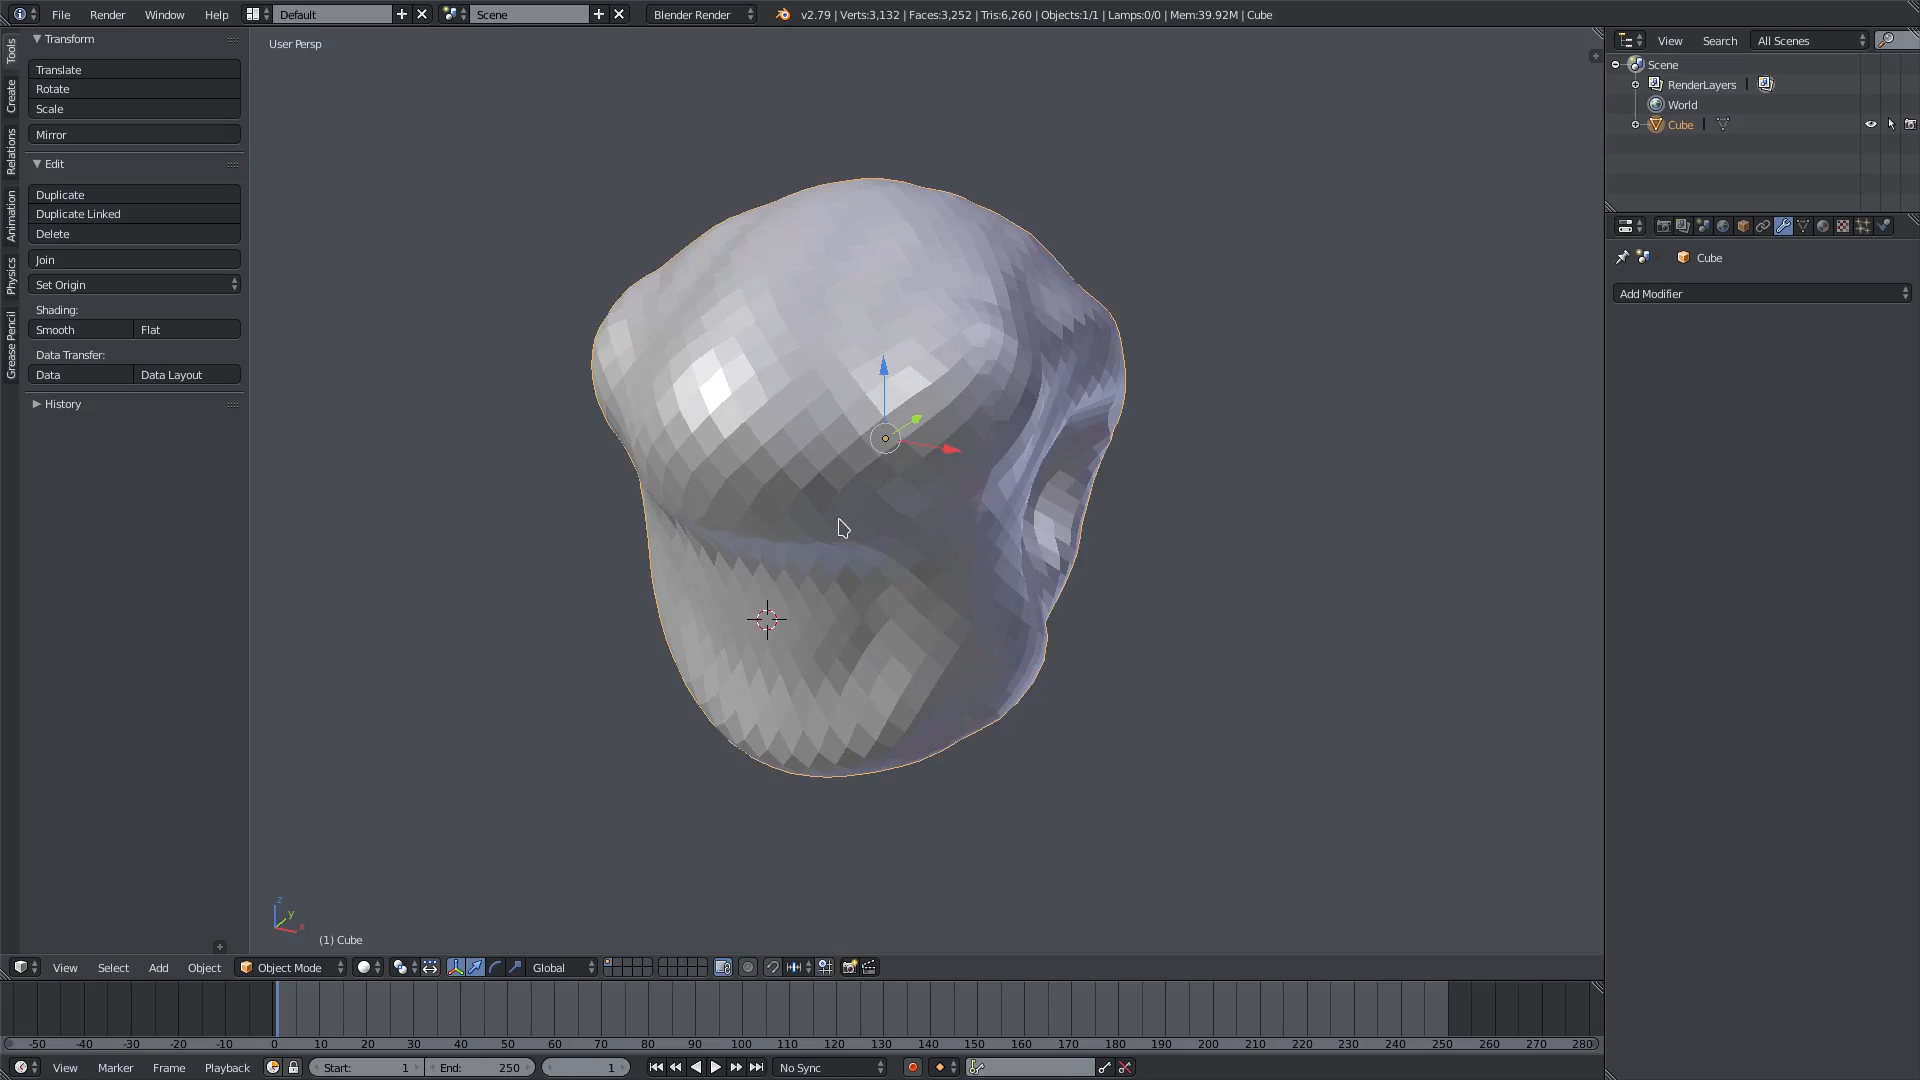 File Render Window Help Default Scene Blender Render v2.79 | Verts:3,132 | Faces:3,252 | Tris:6,260 | Objects:1/1 | Lamps:0/0 | Mem:39.92M | Cube
Tools
Create
Relations
Animation
Physics
Grease Pencil
Transform
Translate
Rotate
Scale
Mirror
Edit
Duplicate
Duplicate Linked
Delete
Join
Set Origin
Shading:
Smooth Flat
Data Transfer:
Data Data Layout
History
User Persp
z
y
x
(1) Cube
View Search All Scenes
Scene
RenderLayers
World
Cube
Cube
Add Modifier
View Select Add Object Object Mode Global
-50 -40 -30 -20 -10 0 10 20 30 40 50 60 70 80 90 100 110 120 130 140 150 160 170 180 190 200 210 220 230 240 250 260 270 280
View Marker Frame Playback Start: 1 End: 250 1 No Sync